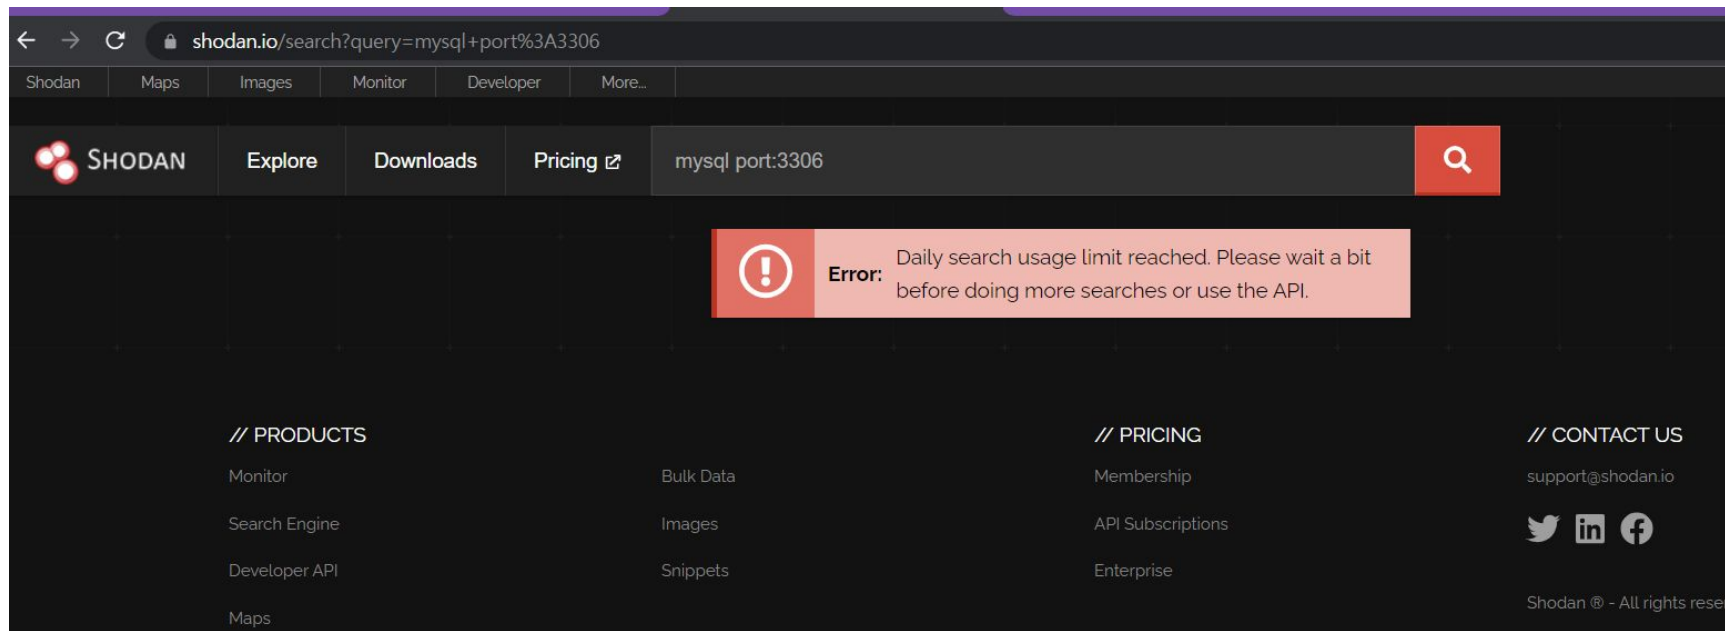 shodan.io/search?query=mysql+port%3A3306
Shodan Maps Images Monitor Developer More...
SHODAN Explore Downloads Pricing mysql port:3306
Error: Daily search usage limit reached. Please wait a bit
before doing more searches or use the API.
// PRODUCTS // PRICING // CONTACT US
Monitor Bulk Data Membership support@shodan.io
Search Engine Images API Subscriptions
Developer API Snippets Enterprise
Shodan ® - All rights rese
Maps